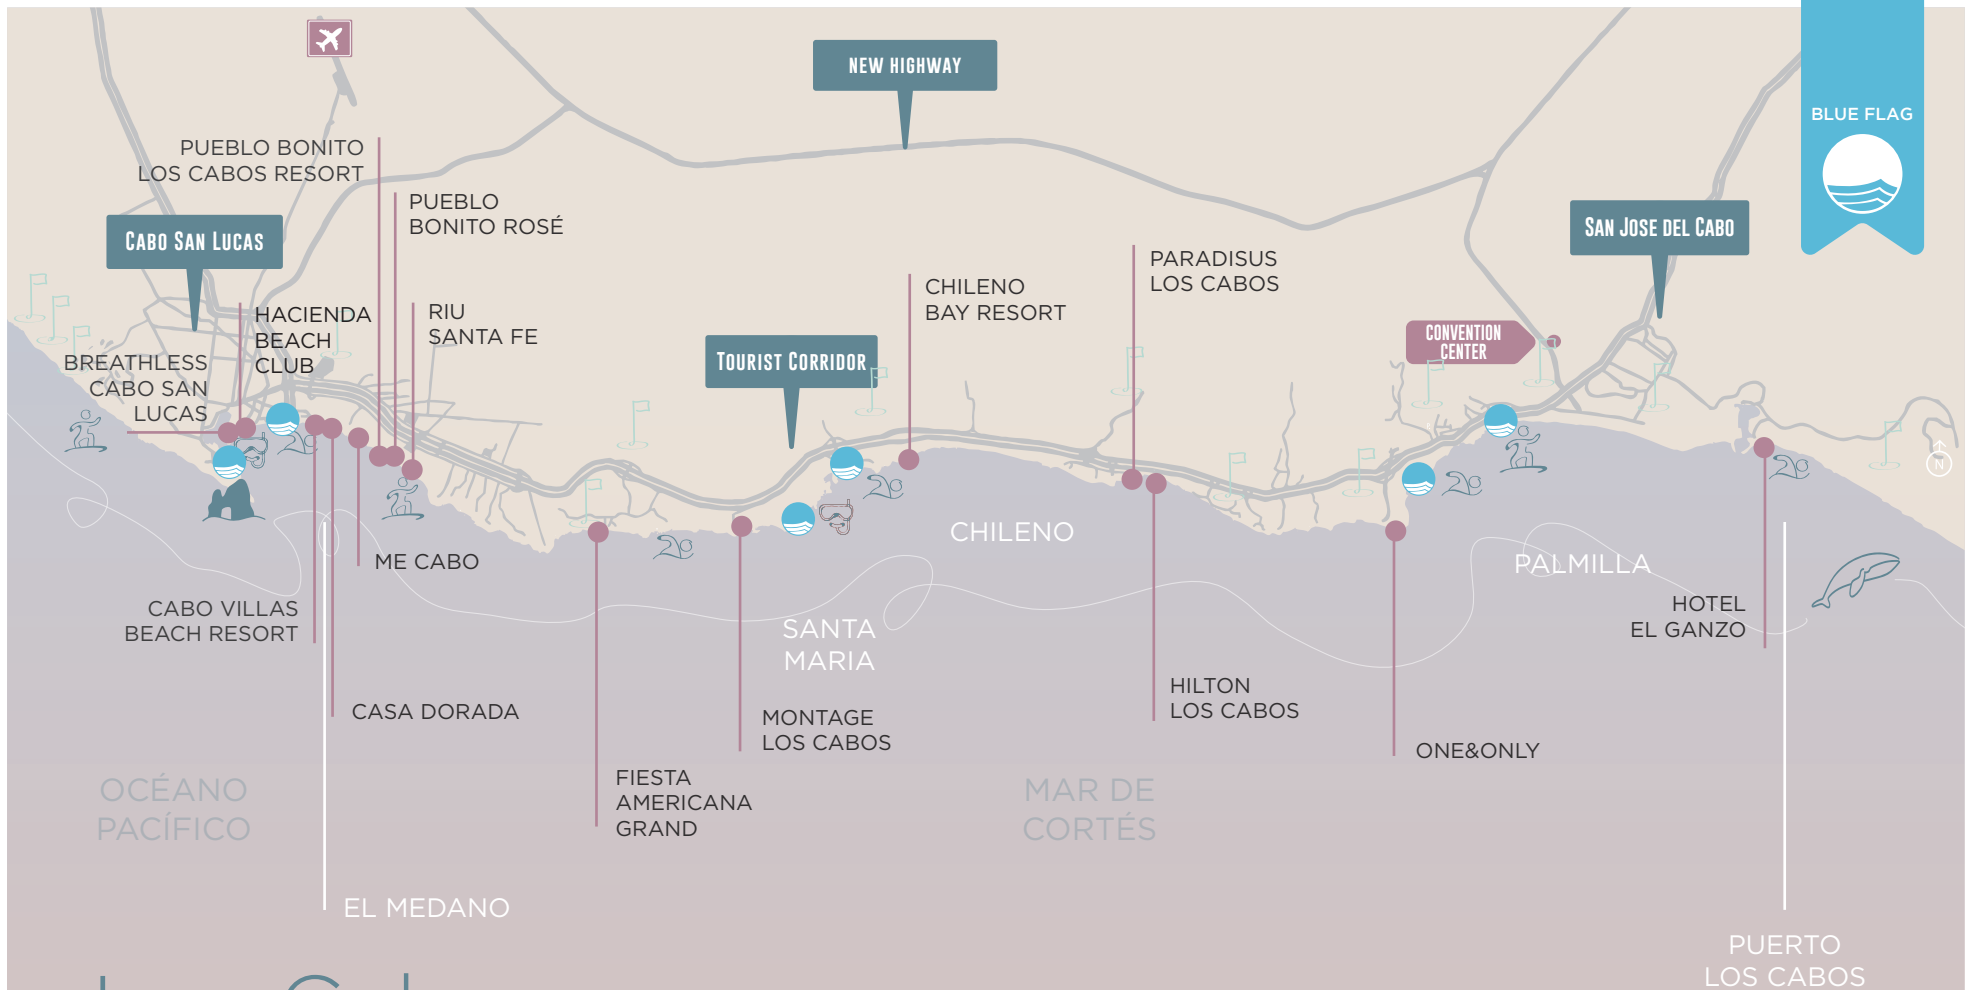 NEW HIGHWAY
BLUE FLAG
PUEBLO BONITO
LOS CABOS RESORT
PUEBLO
BONITO ROSÉ
CABO SAN LUCAS
SAN JOSE DEL CABO
PARADISUS
LOS CABOS
CHILENO
BAY RESORT
HACIENDA
BEACH
CLUB
RIU
SANTA FE
CONVENTION
CENTER
TOURIST CORRIDOR
BREATHLESS
CABO SAN
LUCAS
N
CHILENO
ME CABO
PALMILLA
CABO VILLAS
BEACH RESORT
HOTEL
EL GANZO
SANTA
MARIA
HILTON
LOS CABOS
CASA DORADA
MONTAGE
LOS CABOS
ONE&ONLY
FIESTA
AMERICANA
GRAND
OCÉANO
PACÍFICO
MAR DE
CORTÉS
EL MEDANO
PUERTO
LOS CABOS